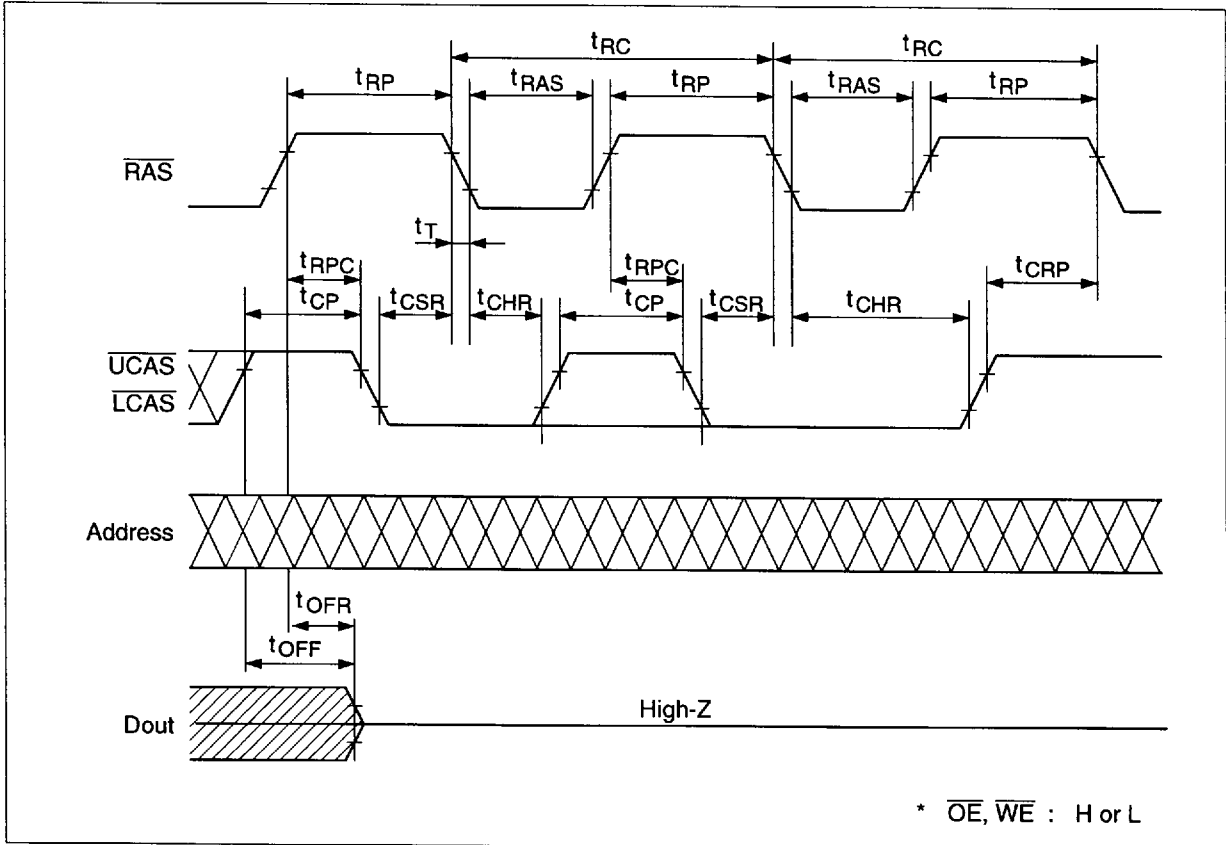 tRC tRC
tRP tRAS tRP tRAS tRP
RAS
tT
tRPC tRPC tCRP
tCP tCSR tCHR tCP tCSR tCHR
UCAS
LCAS
Address
tOFR
tOFF
High-Z
Dout
* OE, WE : H or L